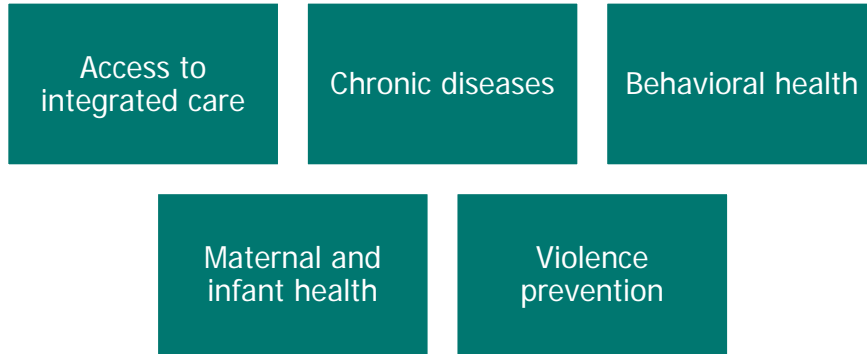 Access to
integrated care
Chronic diseases
Behavioral health
Maternal and
infant health
Violence
prevention